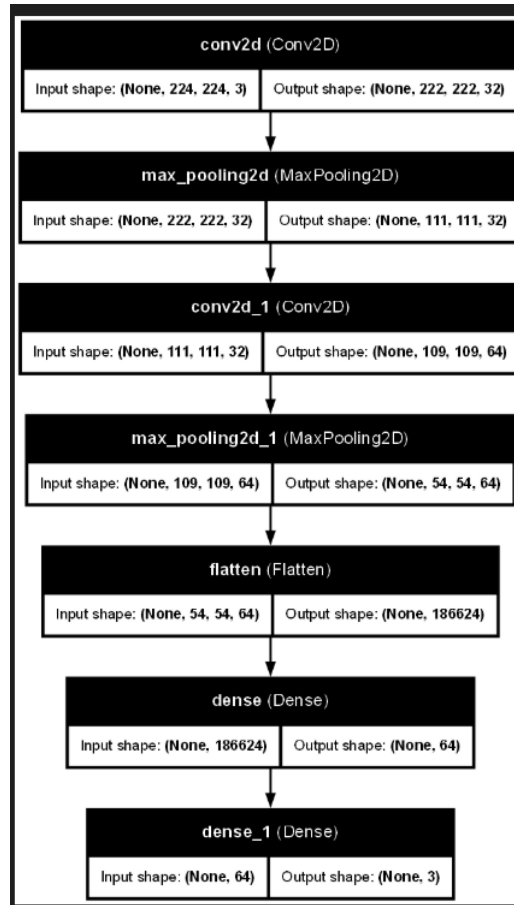 conv2d (Conv2D)
Input shape: (None, 224, 224, 3) Output shape: (None, 222, 222, 32)
max_pooling2d (MaxPooling2D)
Input shape: (None, 222, 222, 32) Output shape: (None, 111, 111, 32)
conv2d_1 (Conv2D)
Input shape: (None, 111, 111, 32) Output shape: (None, 109, 109, 64)
max_pooling2d_1 (MaxPooling2D)
Input shape: (None, 109, 109, 64) Output shape: (None, 54, 54, 64)
flatten (Flatten)
Input shape: (None, 54, 54, 64) Output shape: (None, 186624)
dense (Dense)
Input shape: (None, 186624) Output shape: (None, 64)
dense_1 (Dense)
Input shape: (None, 64) Output shape: (None, 3)